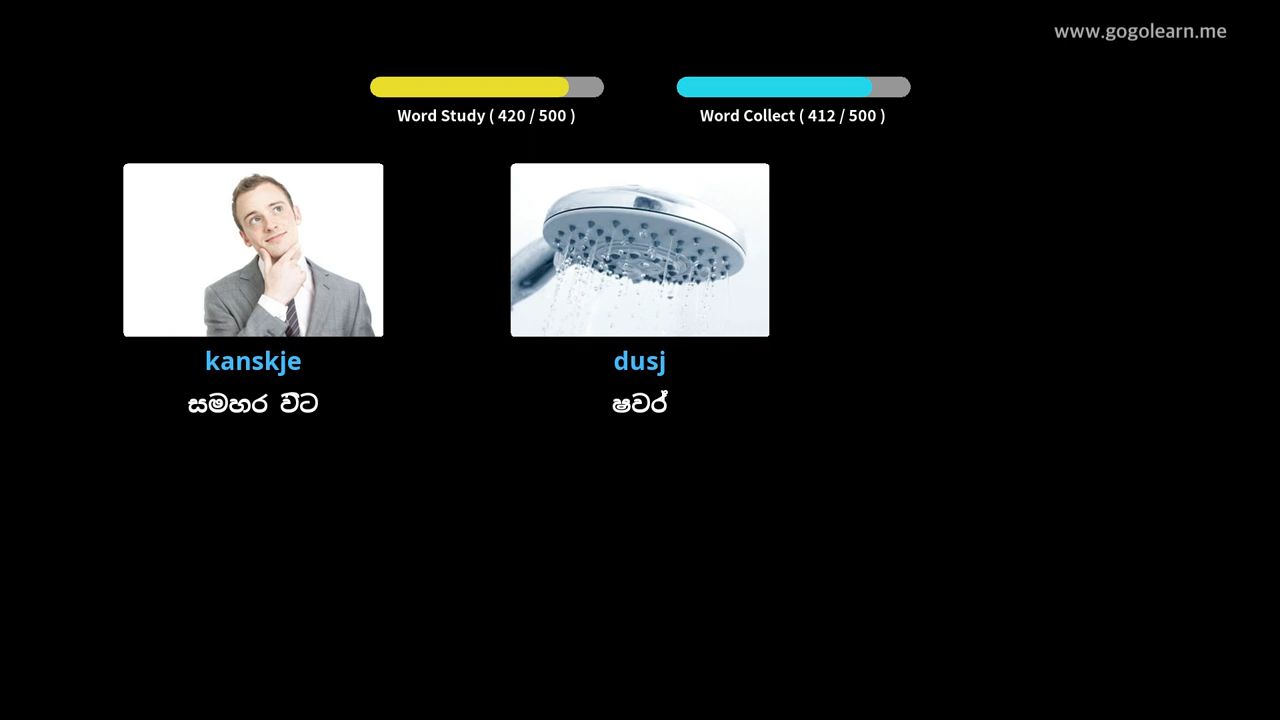 www.gogolearn.me
Word Study ( 420 / 500 )
Word Collect ( 412 / 500 )
kanskje
dusj
සමහර විට
ෂවර්